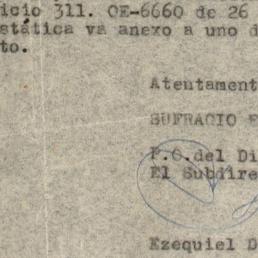 icio 311. OE-6660 de 26
stática va anexo a uno d
to.
Atentament
SUFRAGIO E
P.O.del Di
El Subdire
Ezequiel D